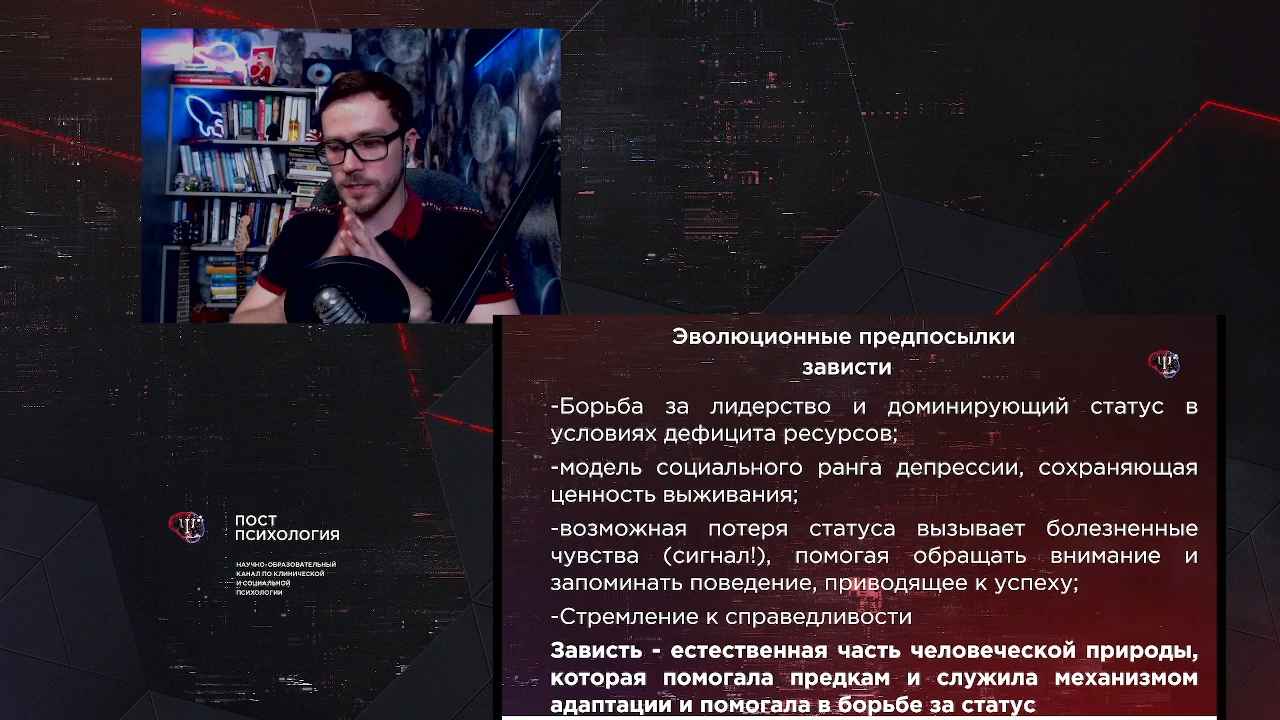 Эволюционные предпосылки
зависти
-Борьба за лидерство и доминирующий статус в
условиях дефицита ресурсов;
-модель социального ранга депрессии, сохраняющая
ценность выживания;
-возможная потеря статуса вызывает болезненные
чувства (сигнал!), помогая обращать внимание и
запоминать поведение, приводящее к успеху;
-Стремление к справедливости
Зависть - естественная часть человеческой природы,
которая помогала предкам и служила механизмом
адаптации и помогала в борьбе за статус
ПОСТ
ПСИХОЛОГИЯ
НАУЧНО-ОБРАЗОВАТЕЛЬНЫЙ
КАНАЛ ПО КЛИНИЧЕСКОЙ
И СОЦИАЛЬНОЙ
ПСИХОЛОГИИ